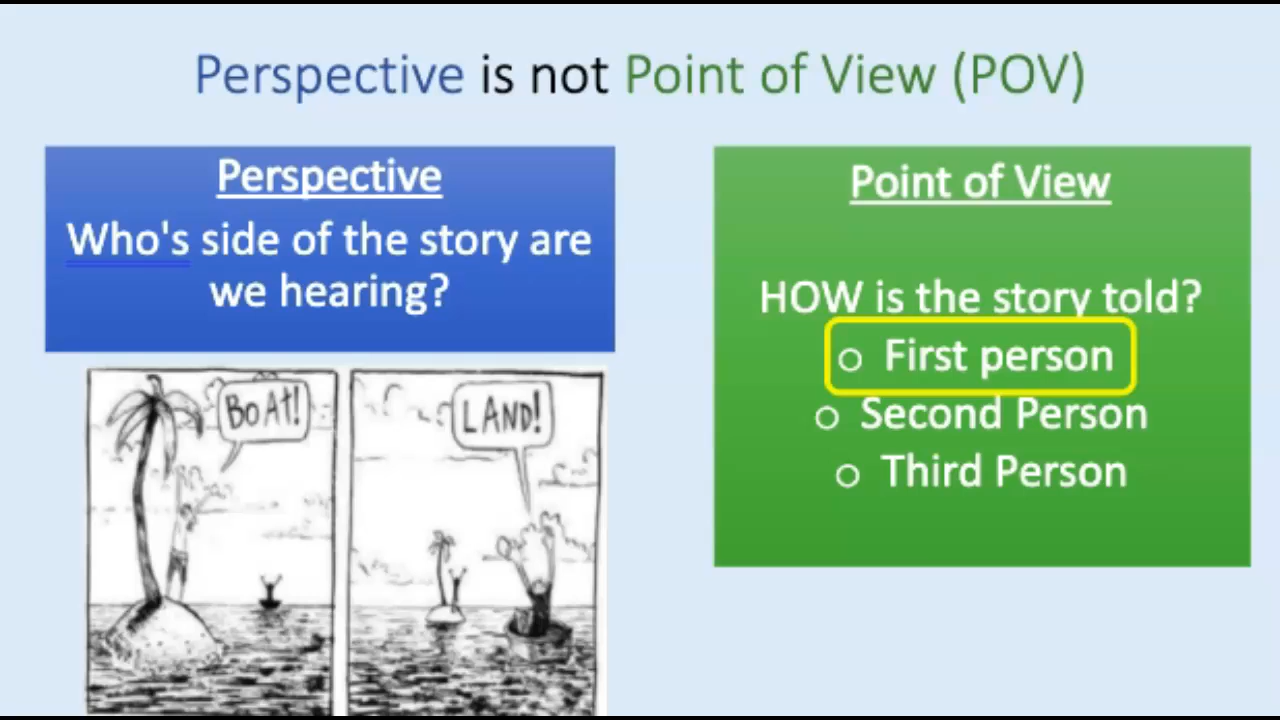 Perspective is not Point of View (POV)
Perspective
Who's side of the story are
we hearing?
BOAT!
LAND!
Point of View
HOW is the story told?
o First person
o Second Person
o Third Person